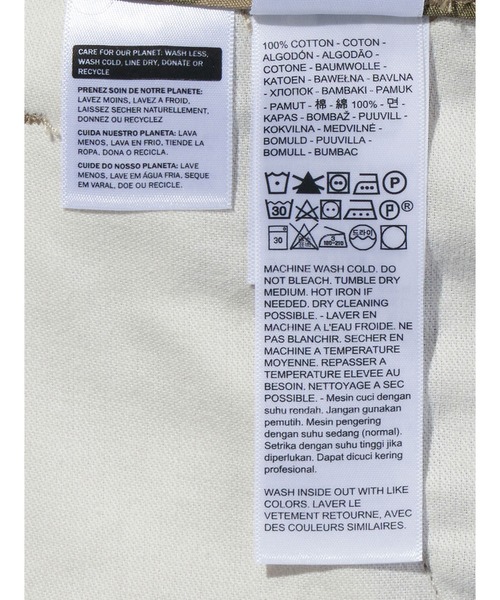 CARE FOR OUR PLANET: WASH LESS,
WASH COLD, LINE DRY, DONATE OR
RECYCLE
PRENEZ SOIN DE NOTRE PLANETE:
LAVEZ MOINS, LAVEZ A FROID,
LAISSEZ SECHER NATURELLEMENT,
DONNEZ OU RECYCLEZ
CUIDA NUESTRO PLANETA: LAVA
MENOS, LAVA EN FRIO, TIENDE LA
ROPA, DONA O RECICLA.
CUIDE DO NOSSO PLANETA: LAVE
MENOS, LAVE EM ÁGUA FRIA, SEQUE
EM VARAL, DOE OU RECICLE.
100% COTTON - COTON -
ALGODÓN - ALGODÃO -
COTONE - BAUMWOLLE -
KATOEN - BAWEŁNA - BAVLNA
- ХЛОПОК - BAMBAKI - PAMUK
- PAMUT - 棉 - 綿 100% - 면 -
KAPAS - BOMBAŽ - PUUVILL -
KOKVILNA - MEDVILNĖ -
BOMULD - PUUVILLA -
BOMULL - BUMBAC
P
30 P®
30 180-210 드라이
MACHINE WASH COLD. DO
NOT BLEACH. TUMBLE DRY
MEDIUM. HOT IRON IF
NEEDED. DRY CLEANING
POSSIBLE. - LAVER EN
MACHINE A L'EAU FROIDE. NE
PAS BLANCHIR. SECHER EN
MACHINE A TEMPERATURE
MOYENNE. REPASSER A
TEMPERATURE ELEVEE AU
BESOIN. NETTOYAGE A SEC
POSSIBLE. - Mesin cuci dengan
suhu rendah. Jangan gunakan
pemutih. Mesin pengering
dengan suhu sedang (normal).
Setrika dengan suhu tinggi jika
diperlukan. Dapat dicuci kering
profesional.
WASH INSIDE OUT WITH LIKE
COLORS. LAVER LE
VETEMENT RETOURNE, AVEC
DES COULEURS SIMILAIRES.